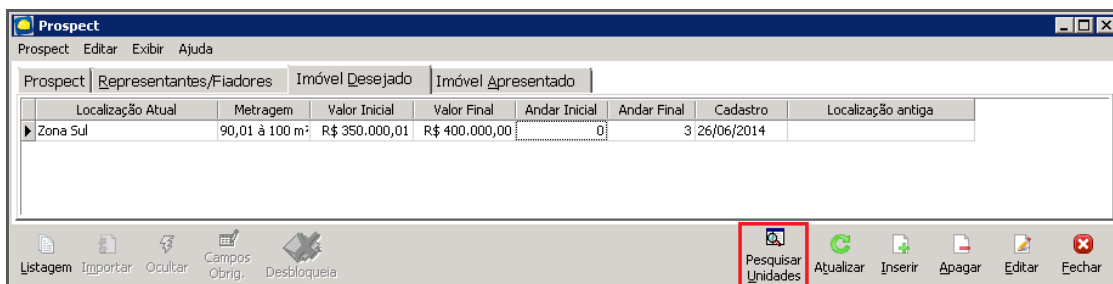 Prospect
Prospect Editar Exibir Ajuda
Prospect Representantes/Fiadores Imóvel Desejado Imóvel Apresentado
Localização Atual Metragem Valor Inicial Valor Final Andar Inicial Andar Final Cadastro Localização antiga
Zona Sul 90,01 à 100 m² R$ 350.000,01 R$ 400.000,00 0 3 26/06/2014
Listagem Importar Ocultar Campos Obrig. Desbloqueia Pesquisar Unidades Atualizar Inserir Apagar Editar Fechar